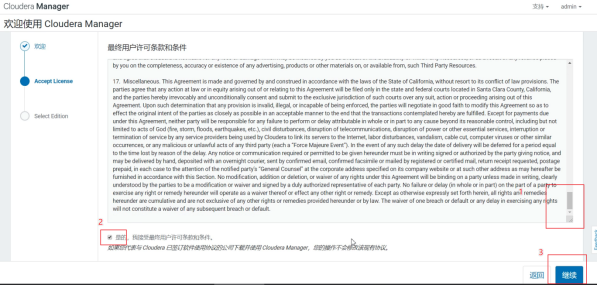 Cloudera Manager
支持 admin
欢迎使用 Cloudera Manager
欢迎
Accept License
Select Edition
最终用户许可条款和条件
by you on the completeness, accuracy or existence of any advertising, products or other materials on, or available from, such Third Party Resources.
17. Miscellaneous. This Agreement is made and governed by and construed in accordance with the laws of the State of California, without resort to its conflict of law provisions. The
parties agree that any action at law or in equity arising out of or relating to this Agreement will be filed only in the state and federal courts located in Santa Clara County, California,
and the parties hereby irrevocably and unconditionally consent and submit to the exclusive jurisdiction of such courts over any suit, action or proceeding arising out of this
Agreement. Upon such determination that any provision is invalid, illegal, or incapable of being enforced, the parties will negotiate in good faith to modify this Agreement so as to
effect the original intent of the parties as closely as possible in an acceptable manner to the end that the transactions contemplated hereby are fulfilled. Except for payments due
under this Agreement, neither party will be responsible for any failure to perform or delay attributable in whole or in part to any cause beyond its reasonable control, including but not
limited to acts of God (fire, storm, floods, earthquakes, etc.), civil disturbances, disruption of telecommunications, disruption of power or other essential services, interruption or
termination of service by any service providers being used by Cloudera to link its servers to the Internet, labor disturbances, vandalism, cable cut, computer viruses or other similar
occurrences, or any malicious or unlawful acts of any third party (each a "Force Majeure Event"). In the event of any such delay the date of delivery will be deferred for a period equal
to the time lost by reason of the delay. Any notice or communication required or permitted to be given hereunder must be in writing signed or authorized by the party giving notice, and
may be delivered by hand, deposited with an overnight courier, sent by confirmed email, confirmed facsimile or mailed by registered or certified mail, return receipt requested, postage
prepaid, in each case to the attention of the notified party's "General Counsel" at the corporate address specified on its company website or at such other address as may hereafter be
furnished in accordance with this Section. No modification, addition or deletion, or waiver of any rights under this Agreement will be binding on a party unless made in writing, clearly
understood by the parties to be a modification or waiver and signed by a duly authorized representative of each party. No failure or delay (in whole or in part) on the part of a party to
exercise any right or remedy hereunder will operate as a waiver thereof or effect any other right or remedy. Except as otherwise expressly set forth herein, all rights and remedies
hereunder are cumulative and are not exclusive of any other rights or remedies provided hereunder or by law. The waiver of one breach or default or any delay in exercising any rights
will not constitute a waiver of any subsequent breach or default.
2
是的，我接受最终用户许可条款和条件。
如果您代表与 Cloudera 已签订软件使用协议的公司下载并使用 Cloudera Manager，您的操作不会修改该现有协议。
3
返回 继续
Feedback